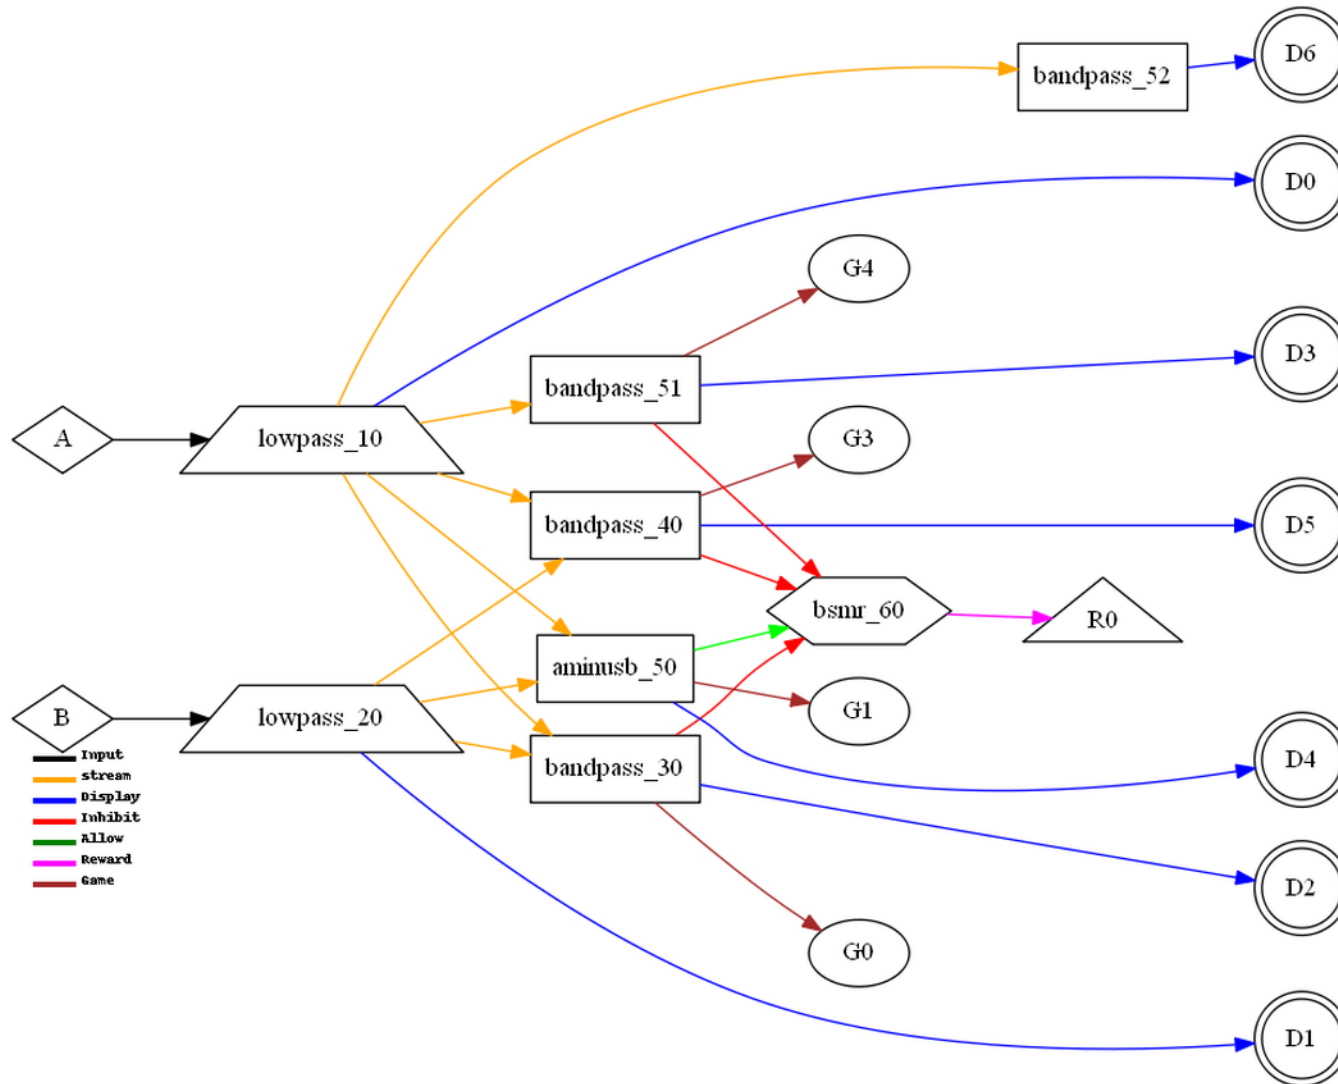 D6
bandpass_52
D0
G4
D3
bandpass_51
A
lowpass_10
G3
bandpass_40
D5
bsmr_60
R0
aminusb_50
B
lowpass_20
G1
Input
stream
Display
Inhibit
Allow
Reward
Game
bandpass_30
D4
D2
G0
D1